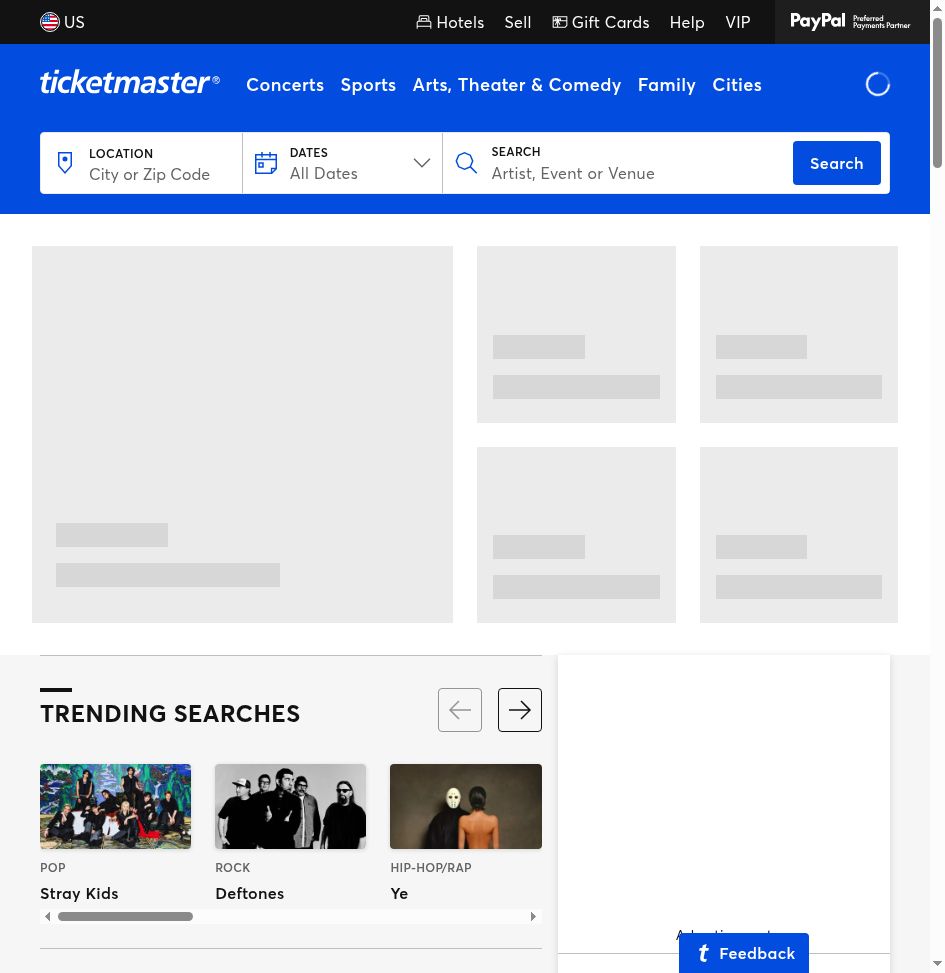 US
Hotels
Sell
Gift Cards
Help
VIP
PayPal
Preferred
Payments Partner
ticketmaster®
Concerts
Sports
Arts, Theater & Comedy
Family
Cities
LOCATION
City or Zip Code
DATES
All Dates
SEARCH
Artist, Event or Venue
Search
TRENDING SEARCHES
POP
Stray Kids
ROCK
Deftones
HIP-HOP/RAP
Ye
t Feedback